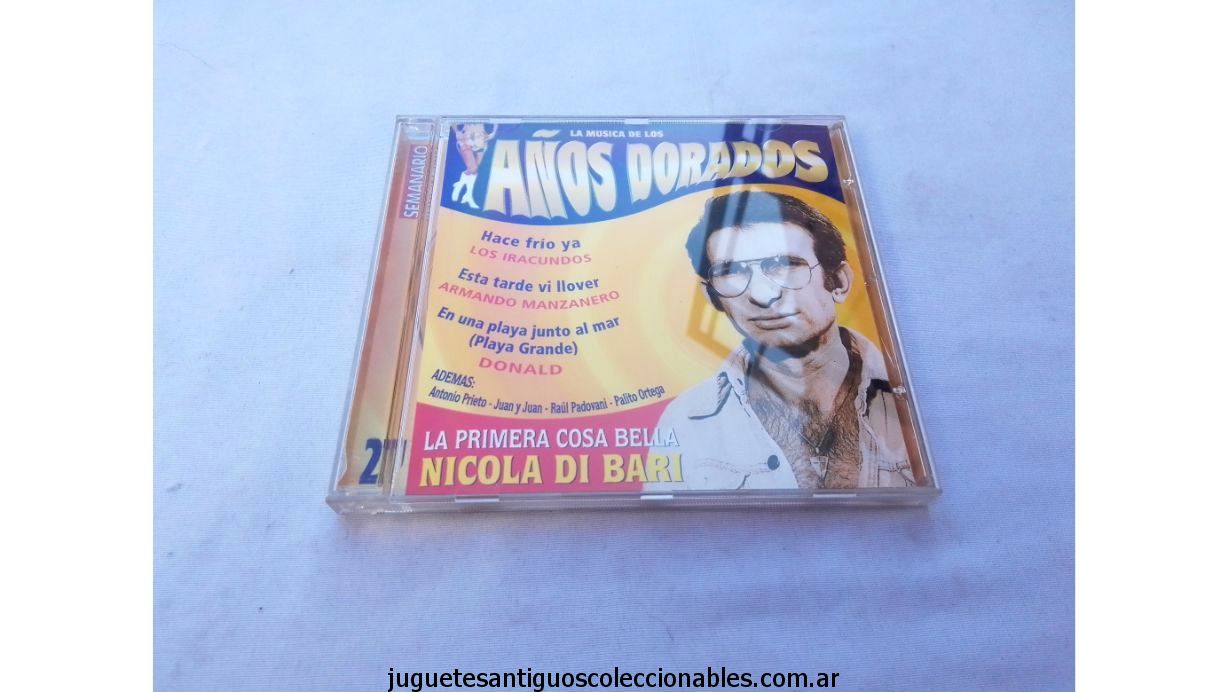 SEMANARIO
LA MÚSICA DE LOS
AÑOS DORADOS
Hace frío ya
LOS IRACUNDOS
Esta tarde vi llover
ARMANDO MANZANERO
En una playa junto al mar
(Playa Grande)
DONALD
ADEMAS:
Antonio Prieto - Juan y Juan - Raúl Padovani - Palito Ortega
LA PRIMERA COSA BELLA
NICOLA DI BARI
juguetesantiguoscoleccionables.com.ar